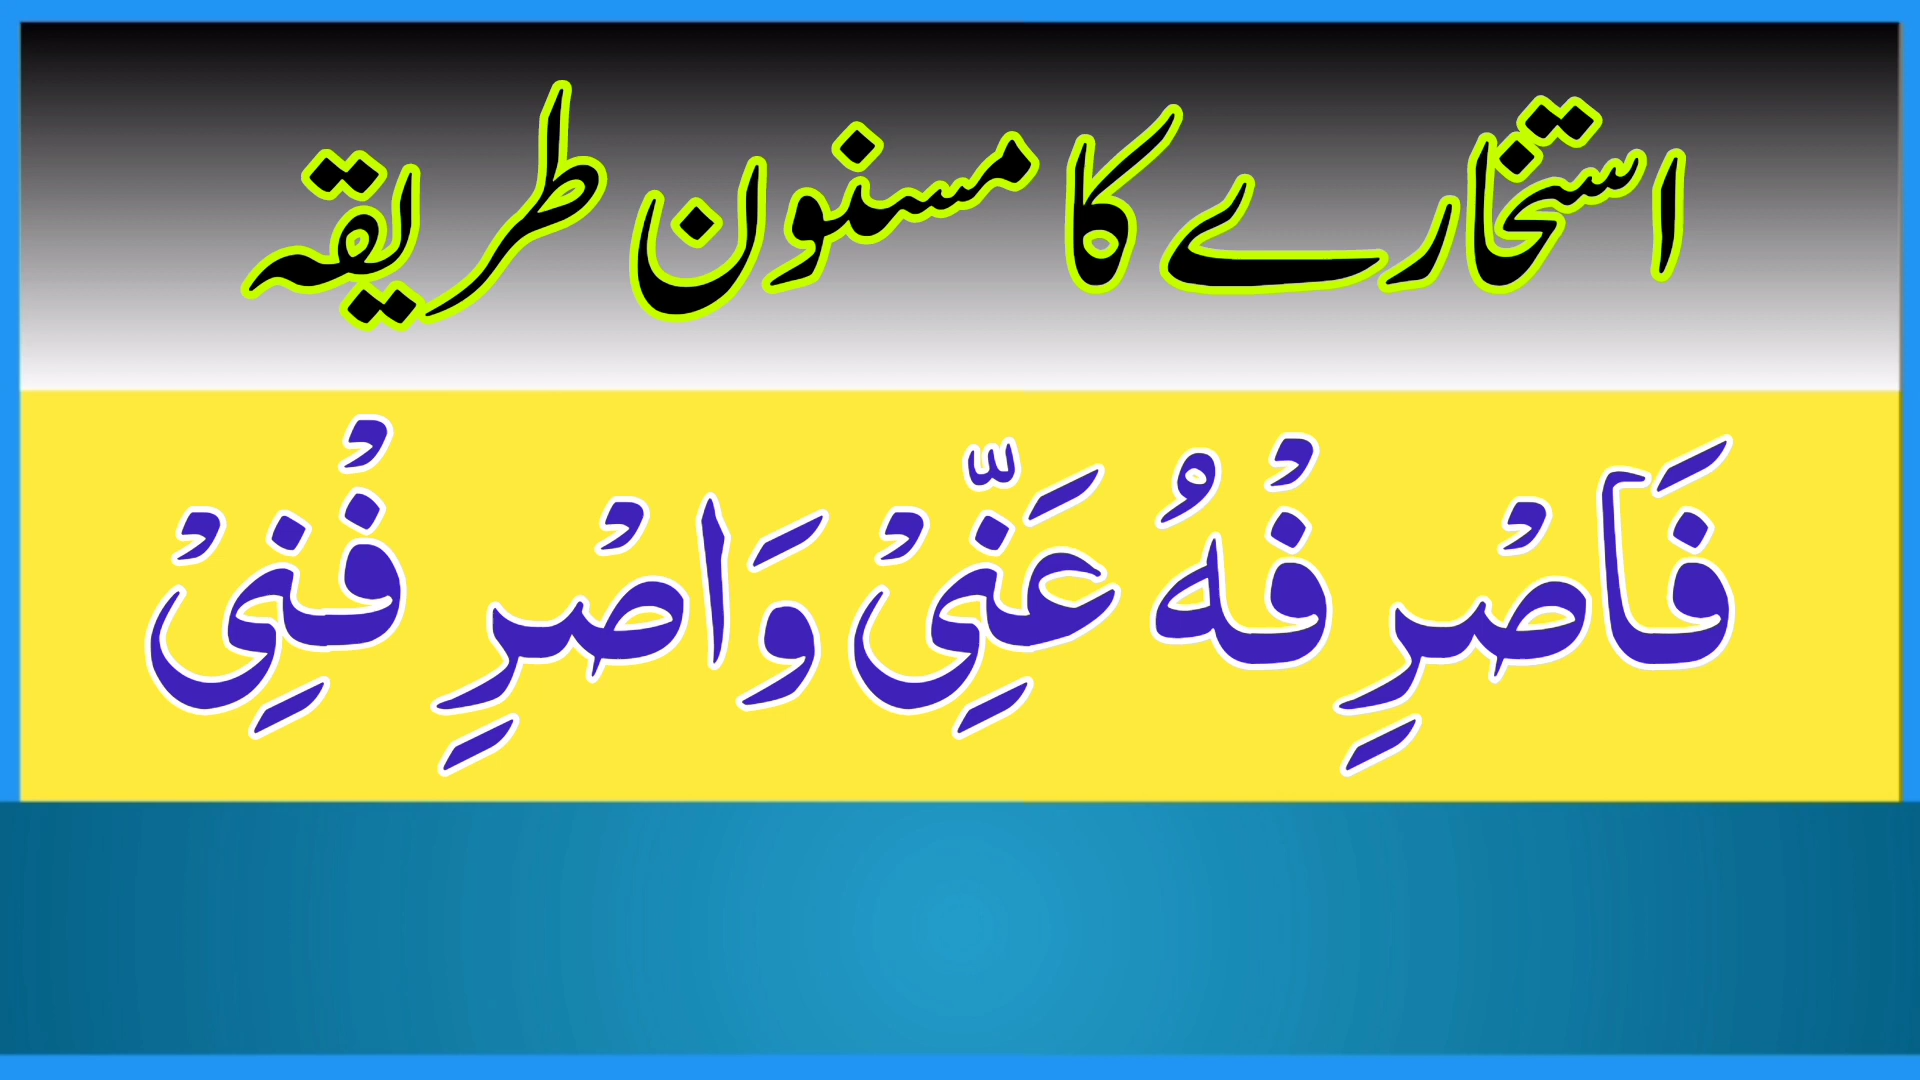 استخارے کا مسنون طریقہ
فَاصْرِفْهُ عَنِّیْ وَاصْرِفْنِیْ